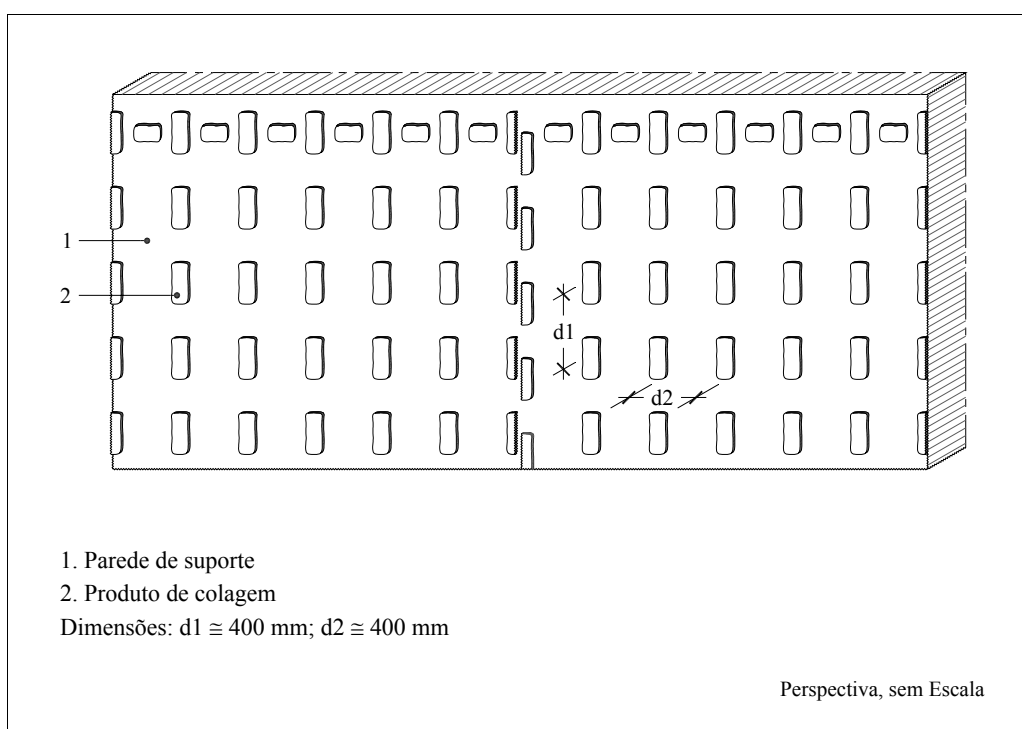 1
2
d1
d2
1. Parede de suporte
2. Produto de colagem
Dimensões: d1 ≅ 400 mm; d2 ≅ 400 mm
Perspectiva, sem Escala